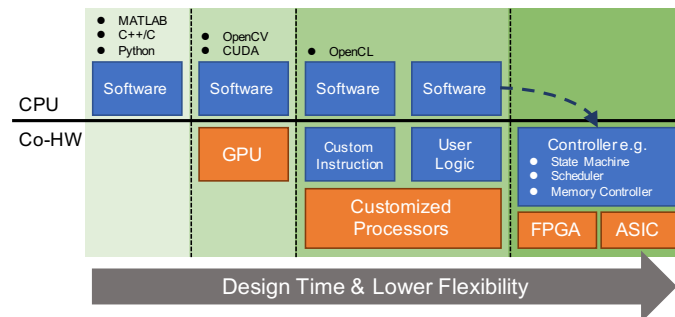 ● MATLAB
● C++/C
● Python
● OpenCV
● CUDA
● OpenCL
Software
Software
Software
Software
CPU
Co-HW
GPU
Custom
Instruction
User
Logic
Customized
Processors
Controller e.g.
● State Machine
● Scheduler
● Memory Controller
FPGA
ASIC
Design Time & Lower Flexibility